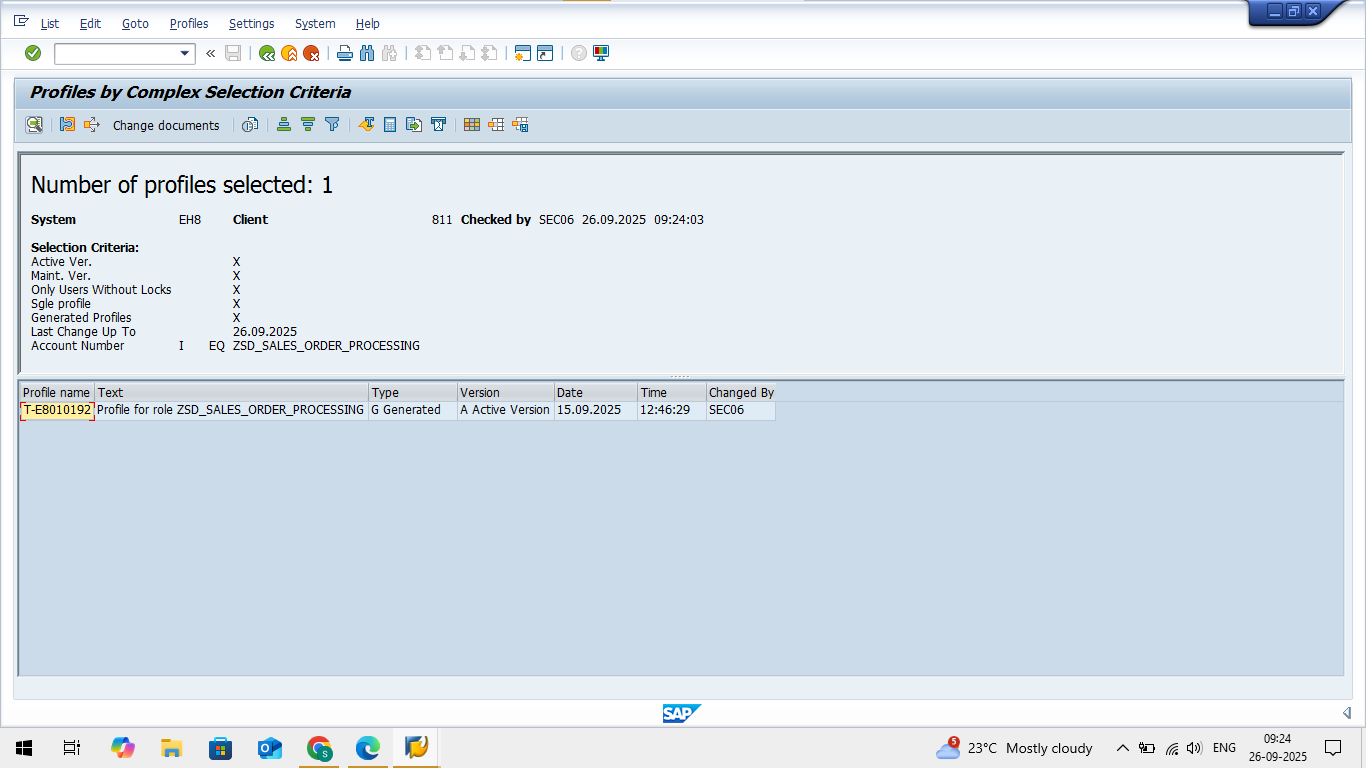 List Edit Goto Profiles Settings System Help
Profiles by Complex Selection Criteria
Change documents
Number of profiles selected: 1
System EH8 Client 811 Checked by SEC06 26.09.2025 09:24:03
Selection Criteria:
Active Ver. X
Maint. Ver. X
Only Users Without Locks X
Sgle profile X
Generated Profiles X
Last Change Up To 26.09.2025
Account Number I EQ ZSD_SALES_ORDER_PROCESSING
Profile name Text Type Version Date Time Changed By
T-E8010192 Profile for role ZSD_SALES_ORDER_PROCESSING G Generated A Active Version 15.09.2025 12:46:29 SEC06
SAP
5 23°C Mostly cloudy ENG 09:24
26-09-2025